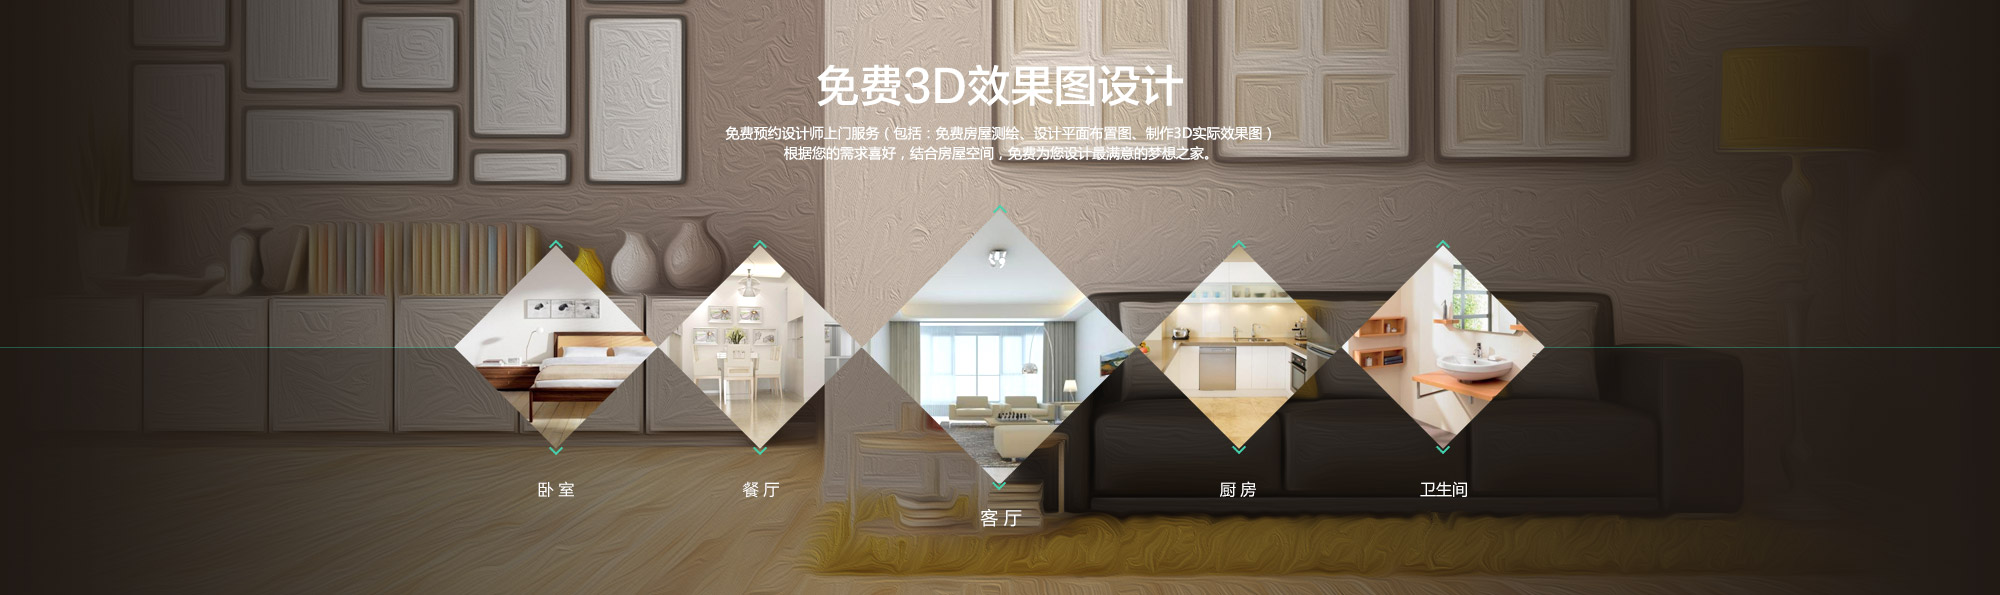 免费3D效果图设计
免费预约设计师上门服务（包括：免费房屋测绘、设计平面布置图、制作3D实际效果图）
根据您的需求喜好，结合房屋空间，免费为您设计最满意的梦想之家。
卧室
餐厅
客厅
厨房
卫生间